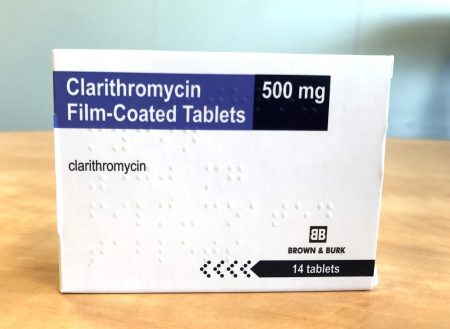 Clarithromycin 500 mg
Film-Coated Tablets
clarithromycin
BB
BROWN & BURK
14 tablets